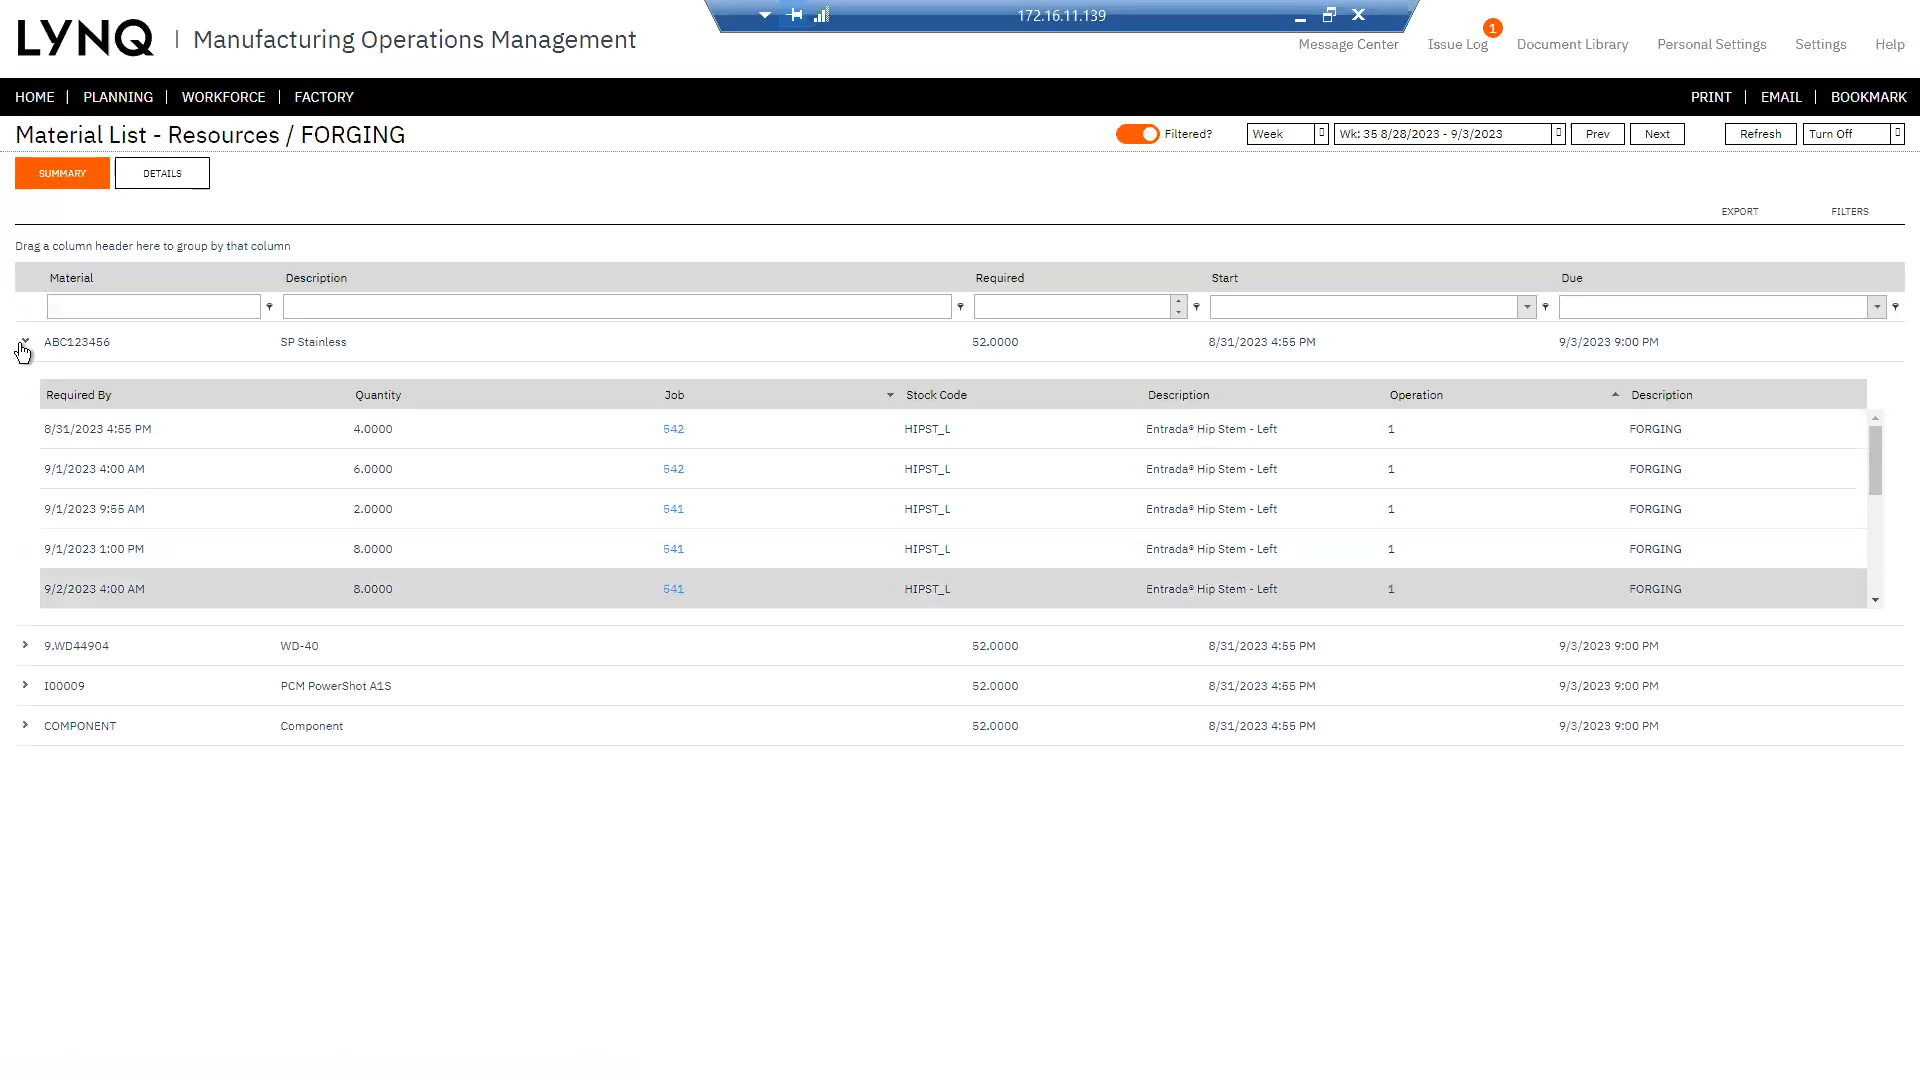 172.16.11.139
LYNQ | Manufacturing Operations Management
Message Center Issue Log 1 Document Library Personal Settings Settings Help
HOME | PLANNING | WORKFORCE | FACTORY PRINT | EMAIL | BOOKMARK
Material List - Resources / FORGING Filtered? Week Wk: 35 8/28/2023 - 9/3/2023 Prev Next Refresh Turn Off
SUMMARY DETAILS
EXPORT FILTERS
Drag a column header here to group by that column
Material Description Required Start Due
ABC123456 SP Stainless 52.0000 8/31/2023 4:55 PM 9/3/2023 9:00 PM
Required By Quantity Job Stock Code Description Operation Description
8/31/2023 4:55 PM 4.0000 542 HIPST_L Entrada® Hip Stem - Left 1 FORGING
9/1/2023 4:00 AM 6.0000 542 HIPST_L Entrada® Hip Stem - Left 1 FORGING
9/1/2023 9:55 AM 2.0000 541 HIPST_L Entrada® Hip Stem - Left 1 FORGING
9/1/2023 1:00 PM 8.0000 541 HIPST_L Entrada® Hip Stem - Left 1 FORGING
9/2/2023 4:00 AM 8.0000 541 HIPST_L Entrada® Hip Stem - Left 1 FORGING
9.WD44904 WD-40 52.0000 8/31/2023 4:55 PM 9/3/2023 9:00 PM
I00009 PCM PowerShot A1S 52.0000 8/31/2023 4:55 PM 9/3/2023 9:00 PM
COMPONENT Component 52.0000 8/31/2023 4:55 PM 9/3/2023 9:00 PM